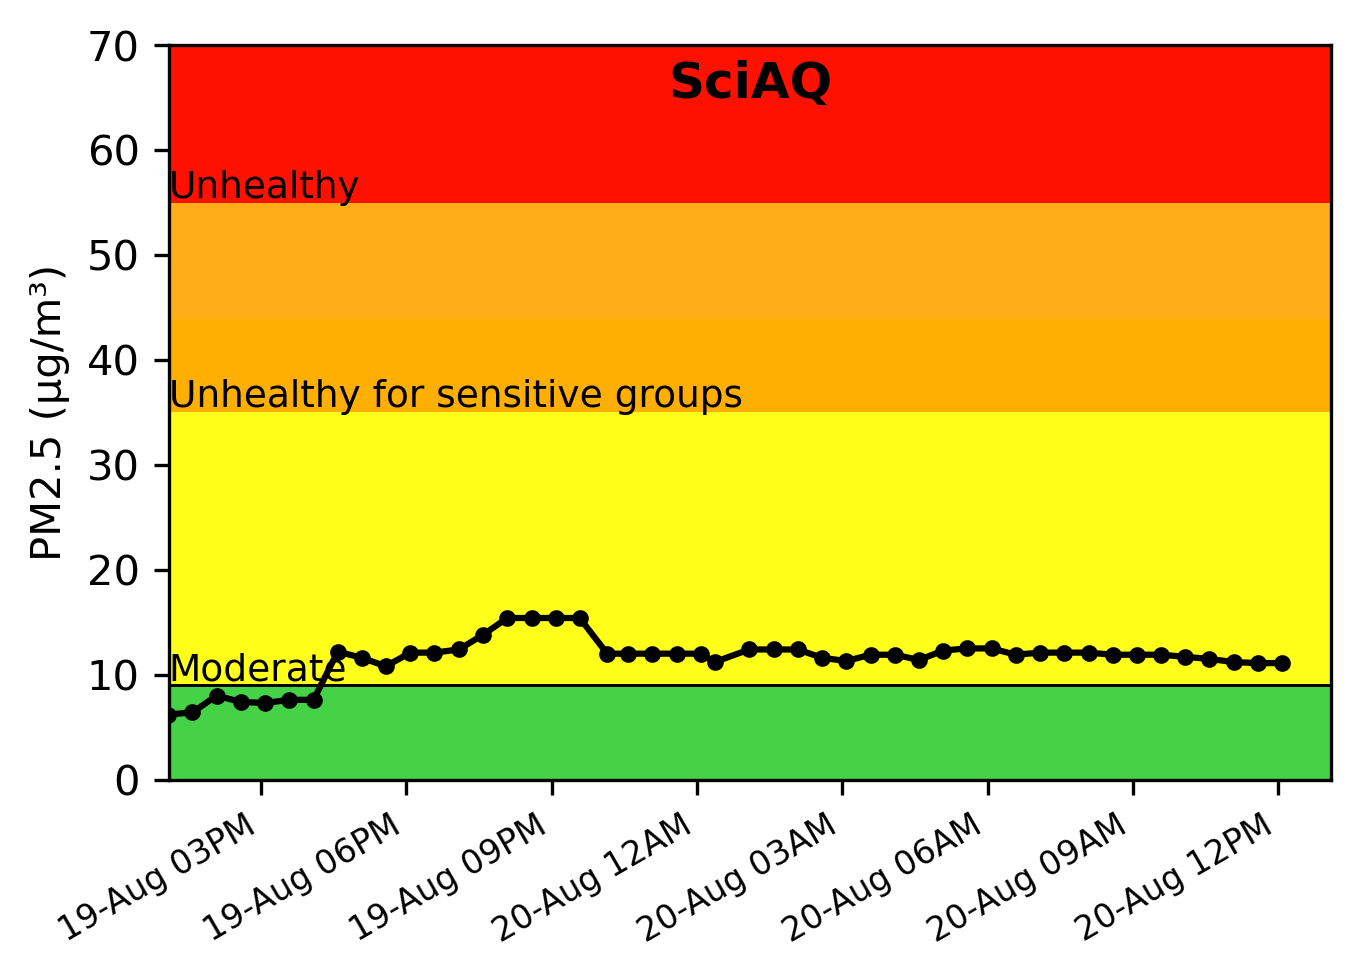 SciAQ
PM2.5 (µg/m³)
70
60
50
40
30
20
10
0
Unhealthy
Unhealthy for sensitive groups
Moderate
19-Aug 03PM
19-Aug 06PM
19-Aug 09PM
20-Aug 12AM
20-Aug 03AM
20-Aug 06AM
20-Aug 09AM
20-Aug 12PM